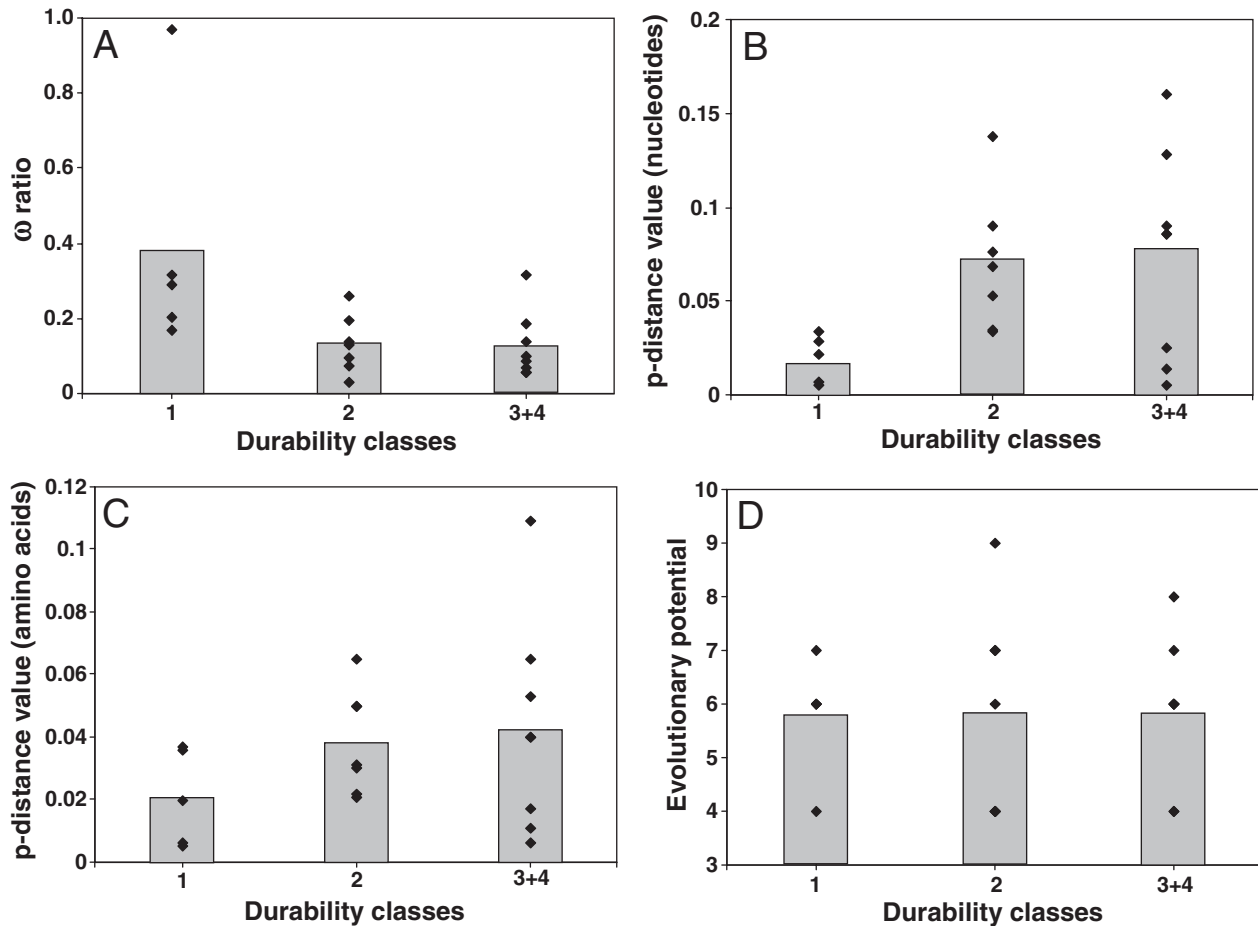 A
ω ratio
1.0
0.8
0.6
0.4
0.2
0
1 2 3+4
Durability classes
B
p-distance value (nucleotides)
0.2
0.15
0.1
0.05
0
1 2 3+4
Durability classes
C
p-distance value (amino acids)
0.12
0.1
0.08
0.06
0.04
0.02
0
1 2 3+4
Durability classes
D
Evolutionary potential
10
9
8
7
6
5
4
3
1 2 3+4
Durability classes